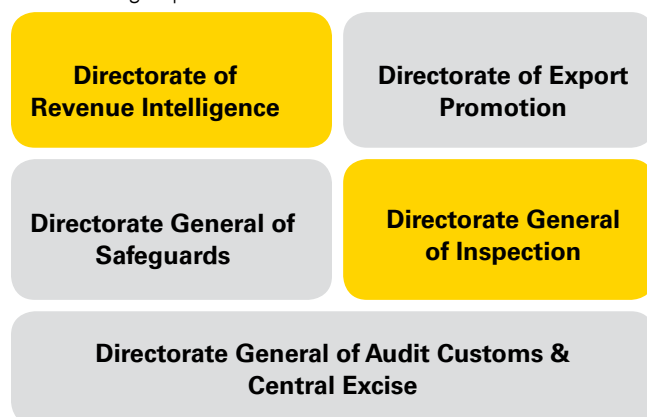 Directorate of
Revenue Intelligence
Directorate of Export
Promotion
Directorate General of
Safeguards
Directorate General
of Inspection
Directorate General of Audit Customs &
Central Excise